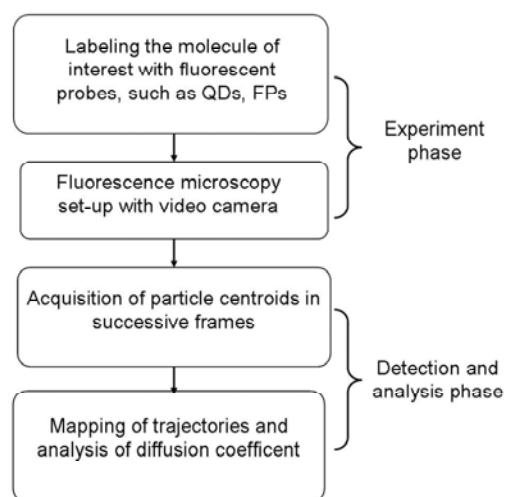 Labeling the molecule of
interest with fluorescent
probes, such as QDs, FPs
Experiment
phase
Fluorescence microscopy
set-up with video camera
Acquisition of particle centroids in
successive frames
Detection and
analysis phase
Mapping of trajectories and
analysis of diffusion coefficent